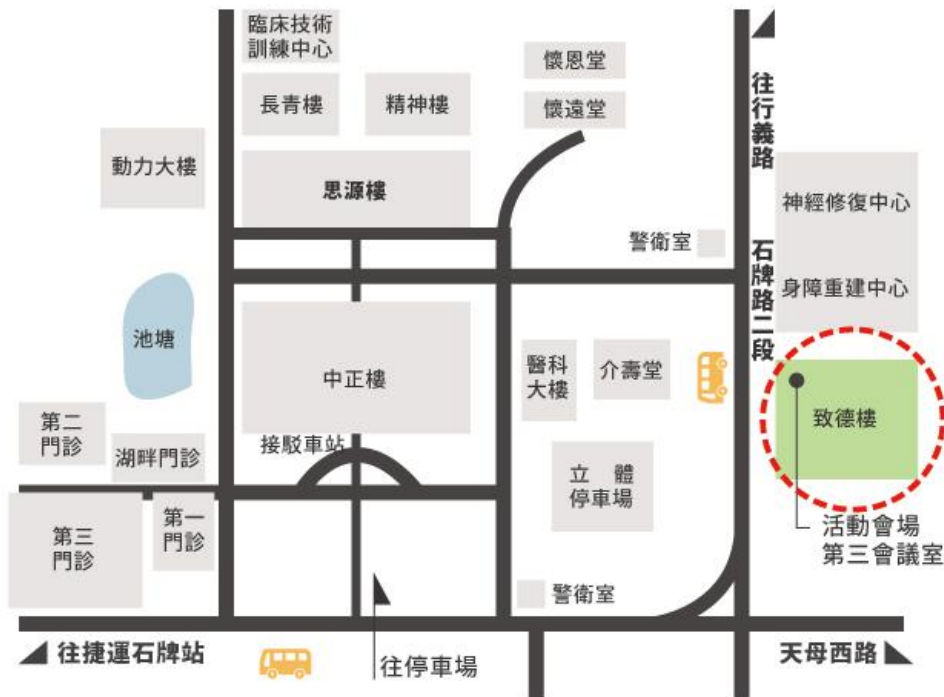 臨床技術
訓練中心
長青樓
精神樓
懷恩堂
懷遠堂
往行義路
動力大樓
思源樓
神經修復中心
警衛室
石牌路二段
身障重建中心
池塘
中正樓
醫科
大樓
介壽堂
致德樓
第二
門診
湖畔門診
接駁車站
立體
停車場
第三
門診
第一
門診
活動會場
第三會議室
警衛室
往捷運石牌站
往停車場
天母西路